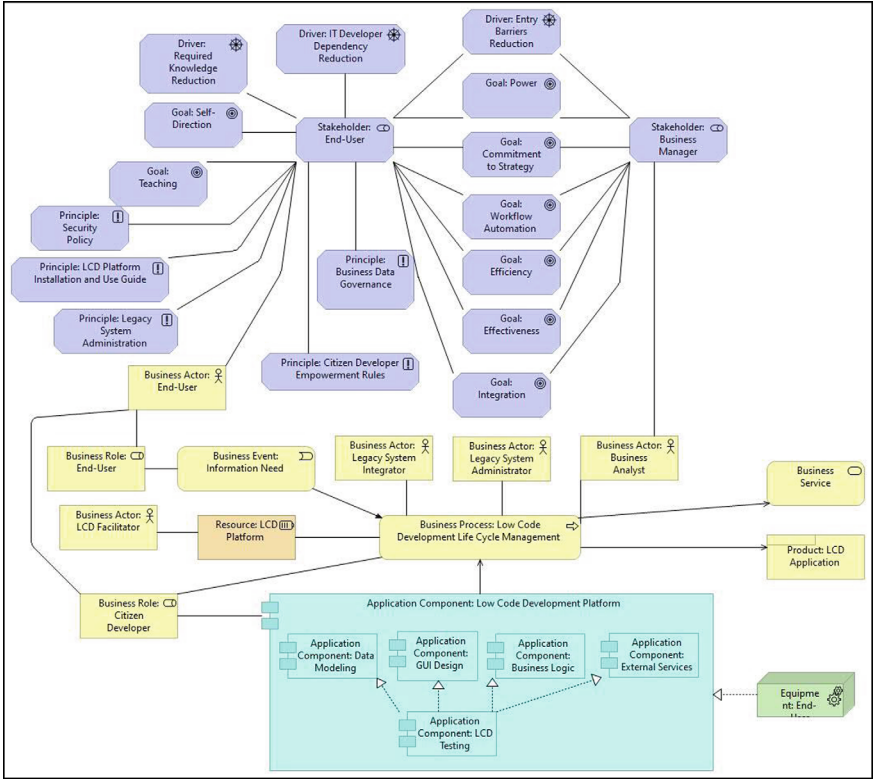 Driver:
Required
Knowledge
Reduction
Driver: IT Developer
Dependency
Reduction
Driver: Entry
Barriers
Reduction
Goal: Self-
Direction
Goal: Power
Stakeholder:
End-User
Stakeholder:
Business
Manager
Goal:
Commitment
to Strategy
Goal:
Teaching
Goal:
Workflow
Automation
Principle:
Security
Policy
Principle: LCD Platform
Installation and Use Guide
Principle:
Business Data
Governance
Goal:
Efficiency
Principle: Legacy
System
Administration
Goal:
Effectiveness
Principle: Citizen Developer
Empowerment Rules
Goal:
Integration
Business Actor:
End-User
Business Role:
End-User
Business Event:
Information Need
Business Actor:
Legacy System
Integrator
Business Actor:
Legacy System
Administrator
Business Actor:
Business
Analyst
Business
Service
Business Actor:
LCD Facilitator
Resource: LCD
Platform
Business Process: Low Code
Development Life Cycle Management
Product: LCD
Application
Business Role:
Citizen
Developer
Application Component: Low Code Development Platform
Application
Component: Data
Modeling
Application
Component:
GUI Design
Application
Component:
Business Logic
Application
Component:
External Services
Application
Component: LCD
Testing
Equipme
nt: End-
User